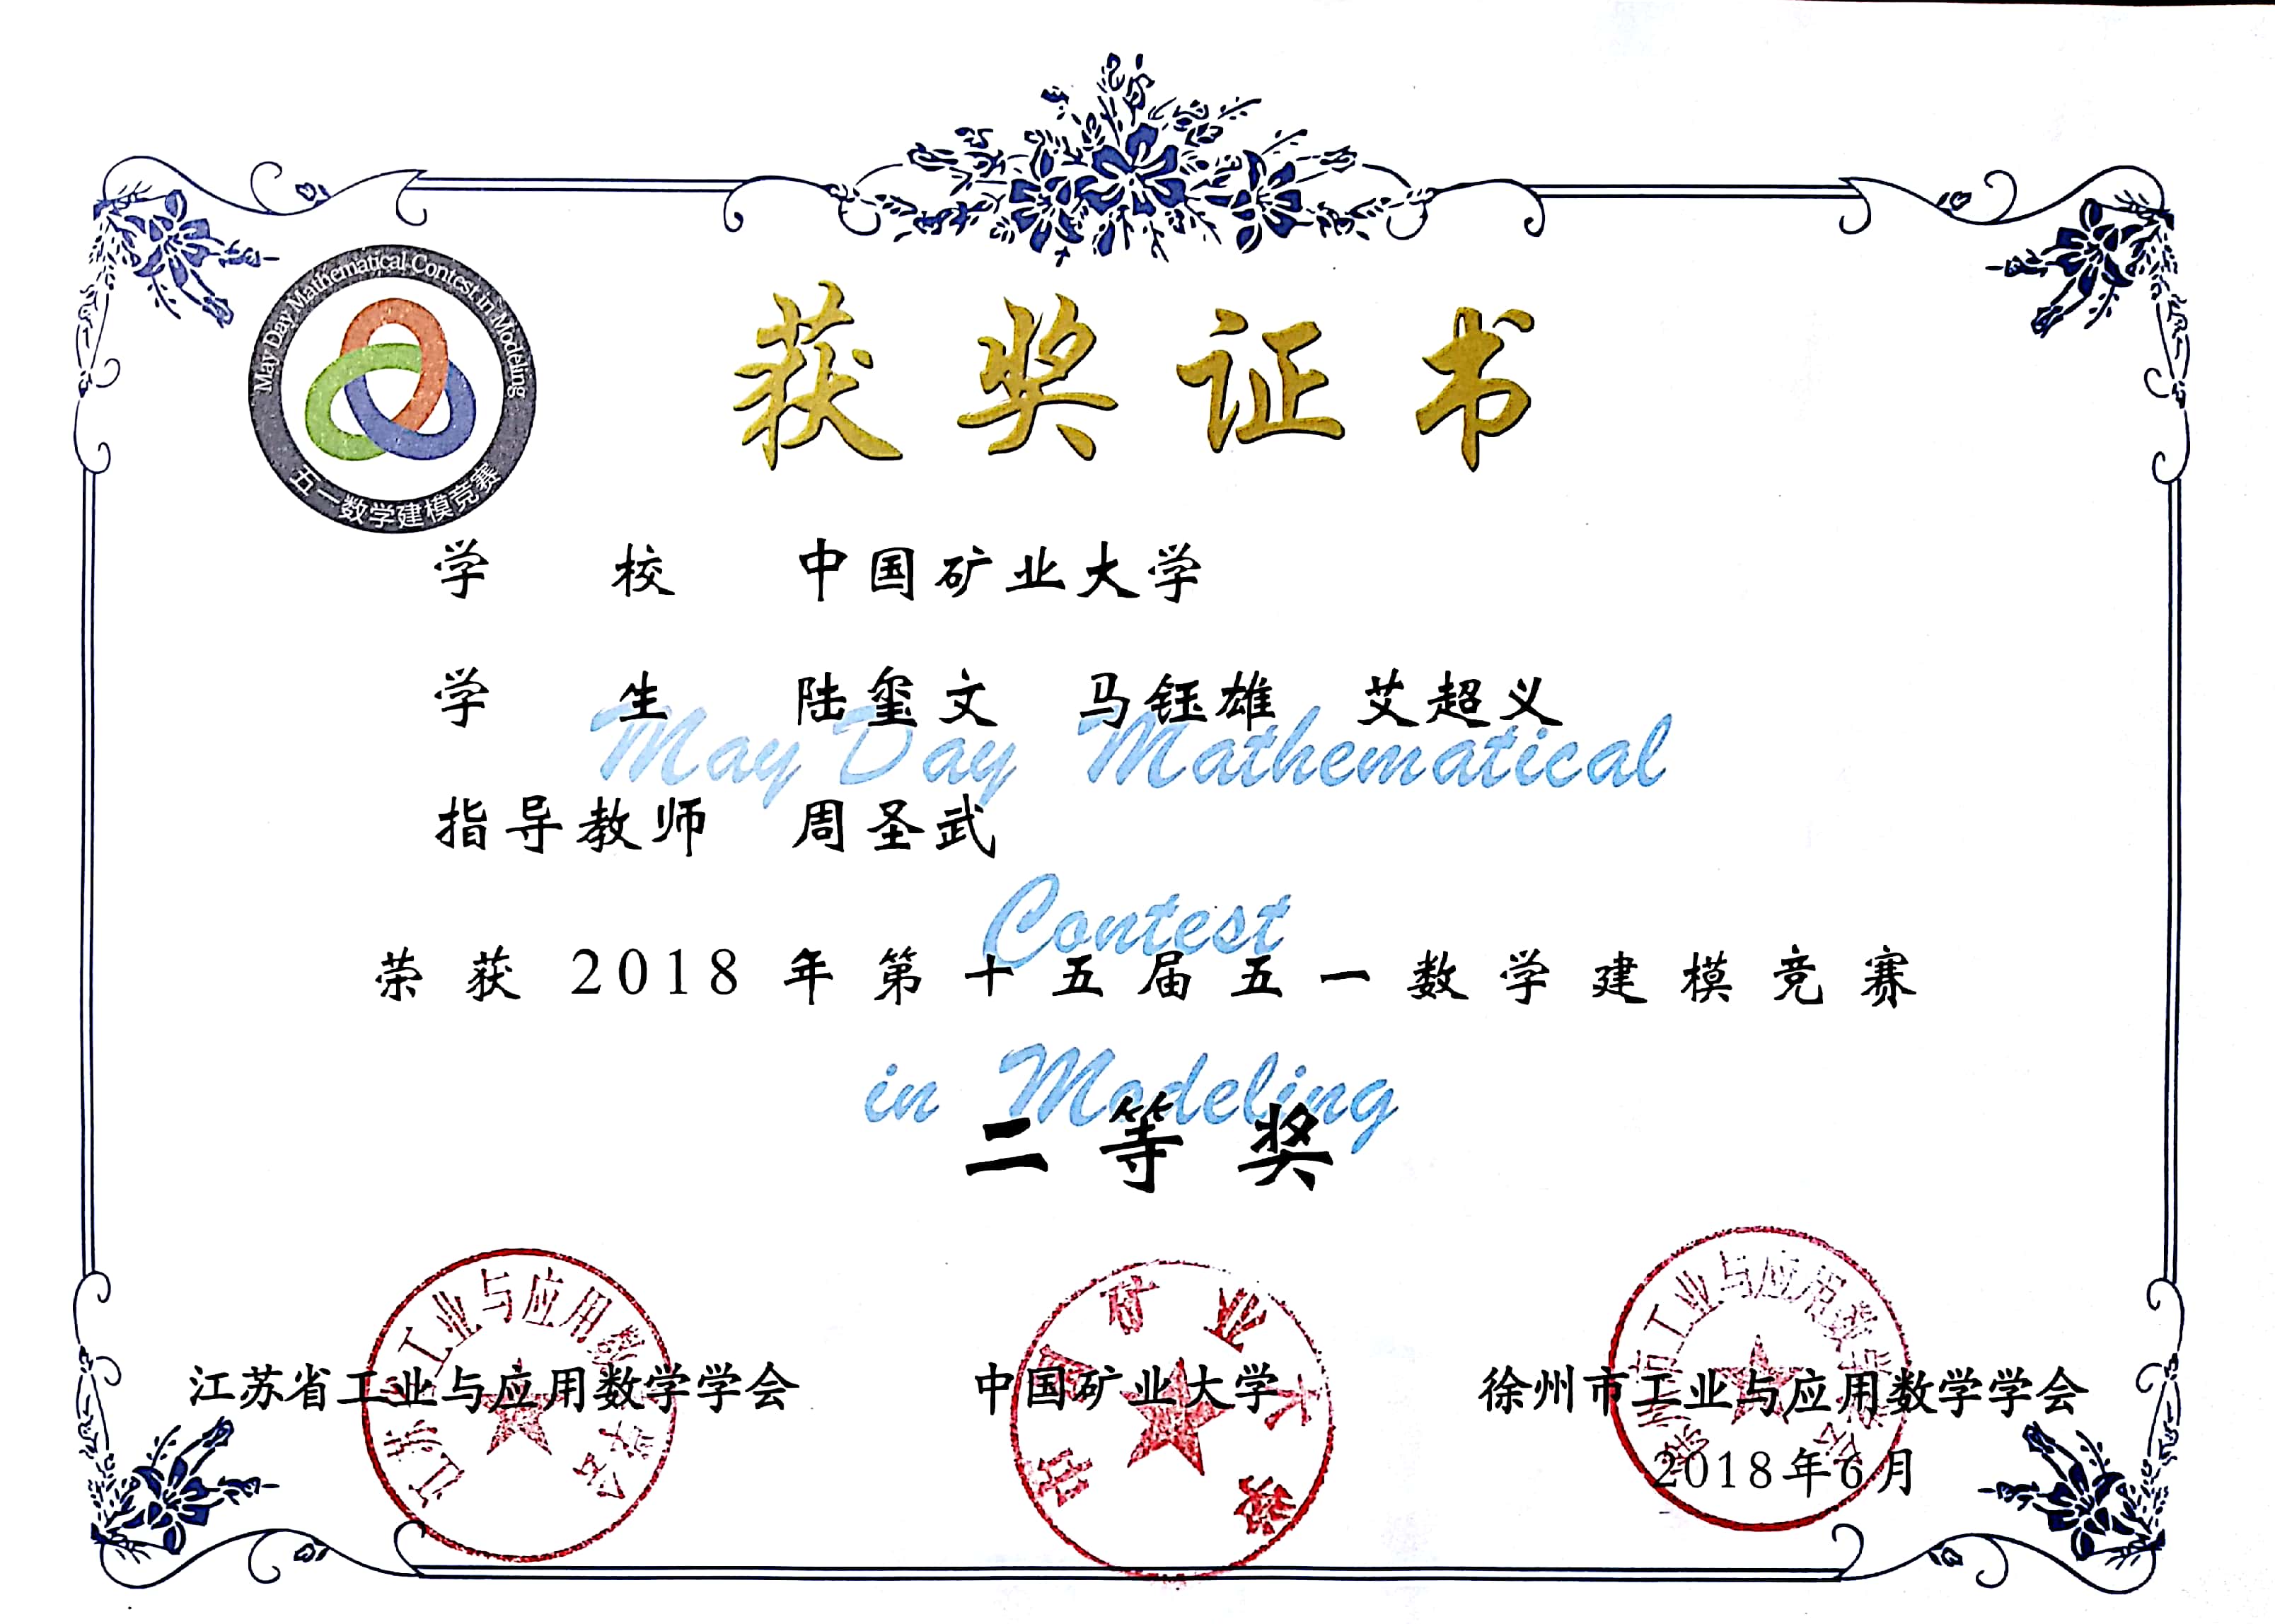 May Day Mathematical Contest in Modeling
五一数学建模竞赛
获奖证书
学校 中国矿业大学
学生 陆玺文 马钰雄 艾超义
May Day Mathematical
指导教师 周圣武
Contest
荣获2018年第十五届五一数学建模竞赛
in Modeling
二等奖
江苏省工业与应用数学学会
中国矿业大学
徐州市工业与应用数学学会
江苏省工业与应用数学学会 中国矿业大学 徐州市工业与应用数学学会
2018年6月